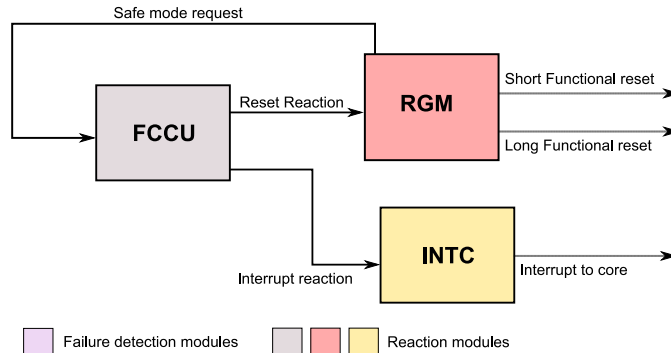 Safe mode request
Short Functional reset
Reset Reaction
RGM
FCCU
Long Functional reset
INTC
Interrupt reaction
Interrupt to core
Failure detection modules
Reaction modules